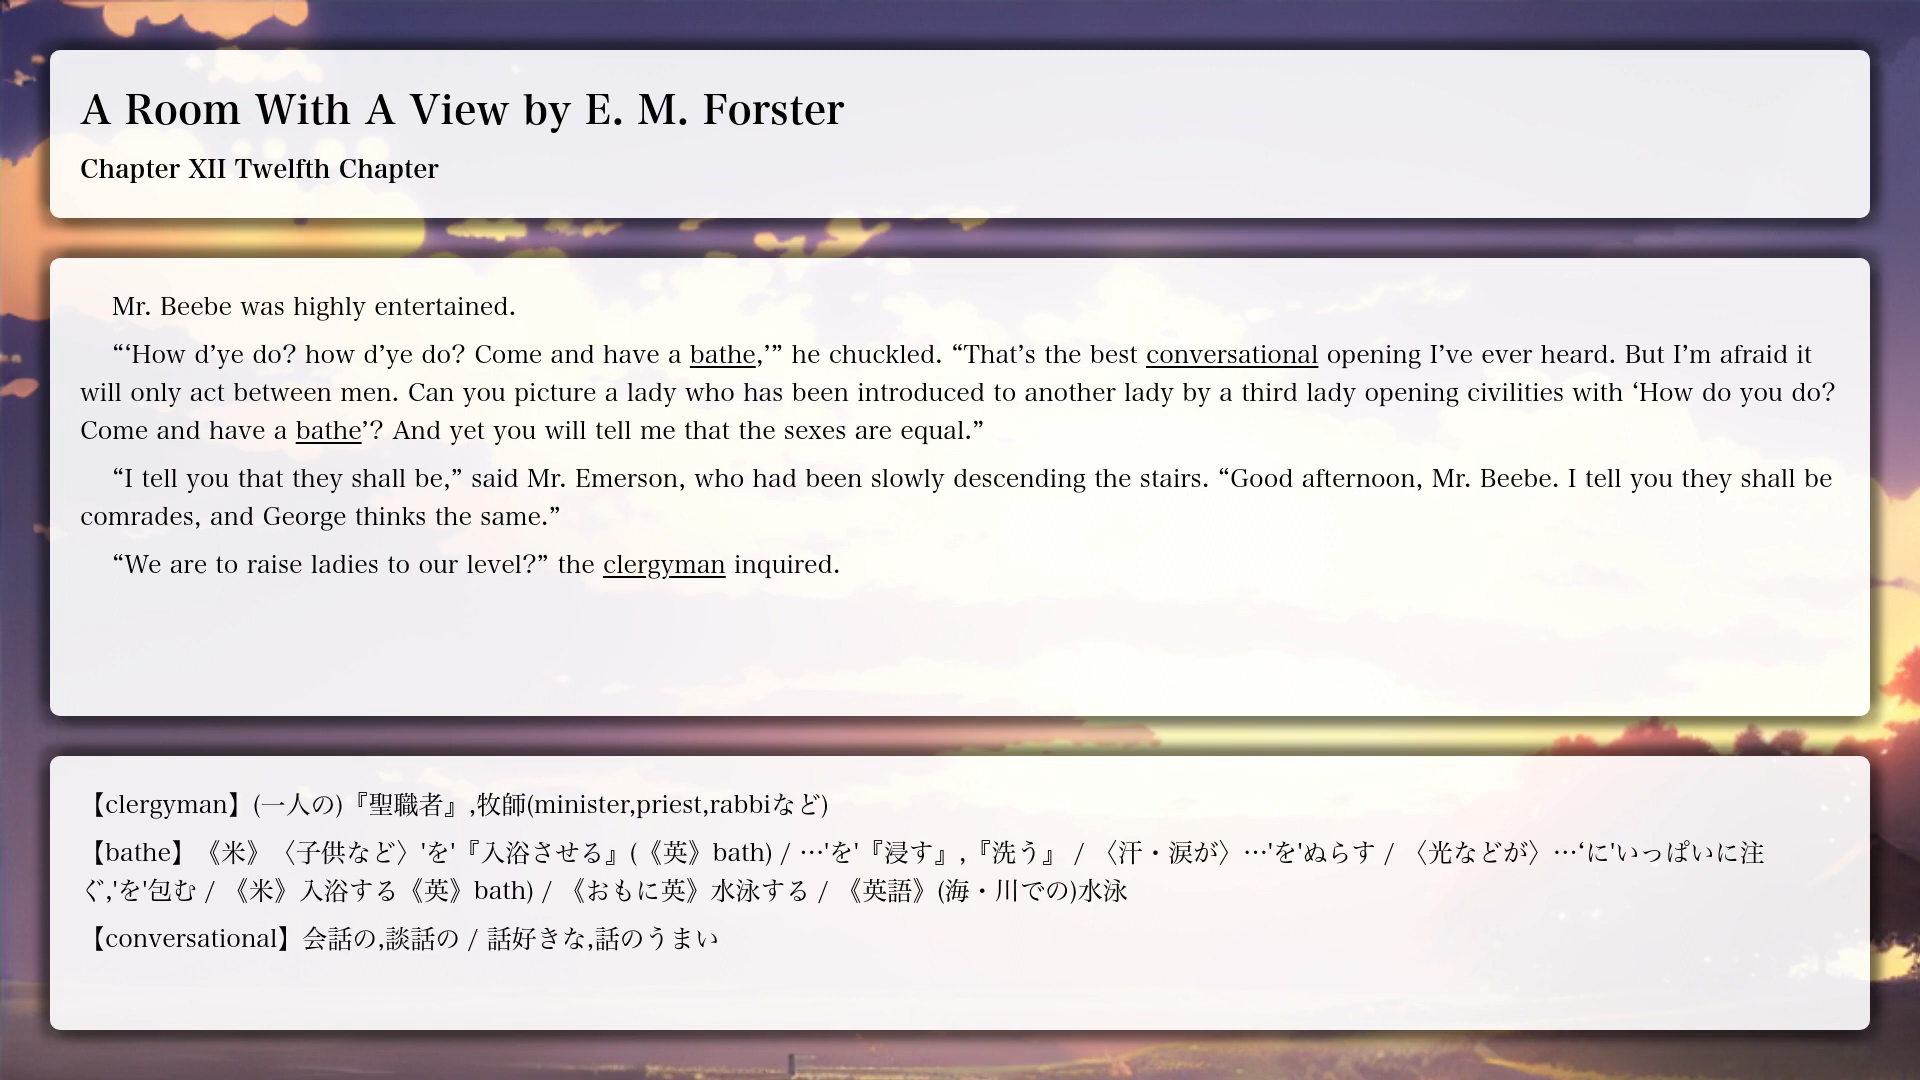 A Room With A View by E. M. Forster
Chapter XII Twelfth Chapter
Mr. Beebe was highly entertained.
“‘How d’ye do? how d’ye do? Come and have a bathe,’” he chuckled. “That’s the best conversational opening I’ve ever heard. But I’m afraid it
will only act between men. Can you picture a lady who has been introduced to another lady by a third lady opening civilities with ‘How do you do?
Come and have a bathe’? And yet you will tell me that the sexes are equal.”
“I tell you that they shall be,” said Mr. Emerson, who had been slowly descending the stairs. “Good afternoon, Mr. Beebe. I tell you they shall be
comrades, and George thinks the same.”
“We are to raise ladies to our level?” the clergyman inquired.
【clergyman】(一人の)『聖職者』,牧師(minister,priest,rabbiなど)
【bathe】《米》〈子供など〉'を'『入浴させる』(《英》bath) / …'を'『浸す』,『洗う』 / 〈汗・涙が〉…'を'ぬらす / 〈光などが〉…‘に'いっぱいに注
ぐ,'を'包む / 《米》入浴する《英》bath) / 《おもに英》水泳する / 《英語》(海・川での)水泳
【conversational】会話の,談話の / 話好きな,話のうまい